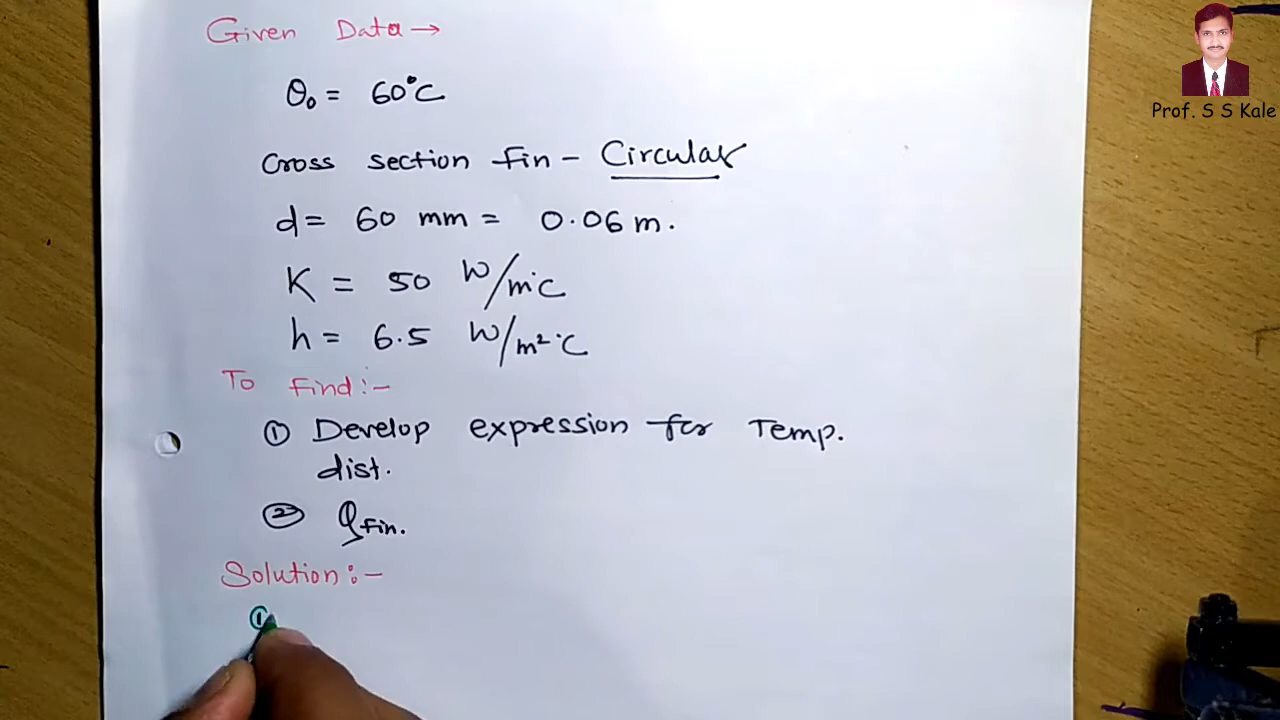 Given Data →
θ₀ = 60°C
Cross section fin - Circular
d = 60 mm = 0.06 m.
K = 50 W/m°C
h = 6.5 W/m²°C
To Find :-
① Develop expression for Temp.
dist.
② Qfin.
Solution :-
①
Prof. S S Kale